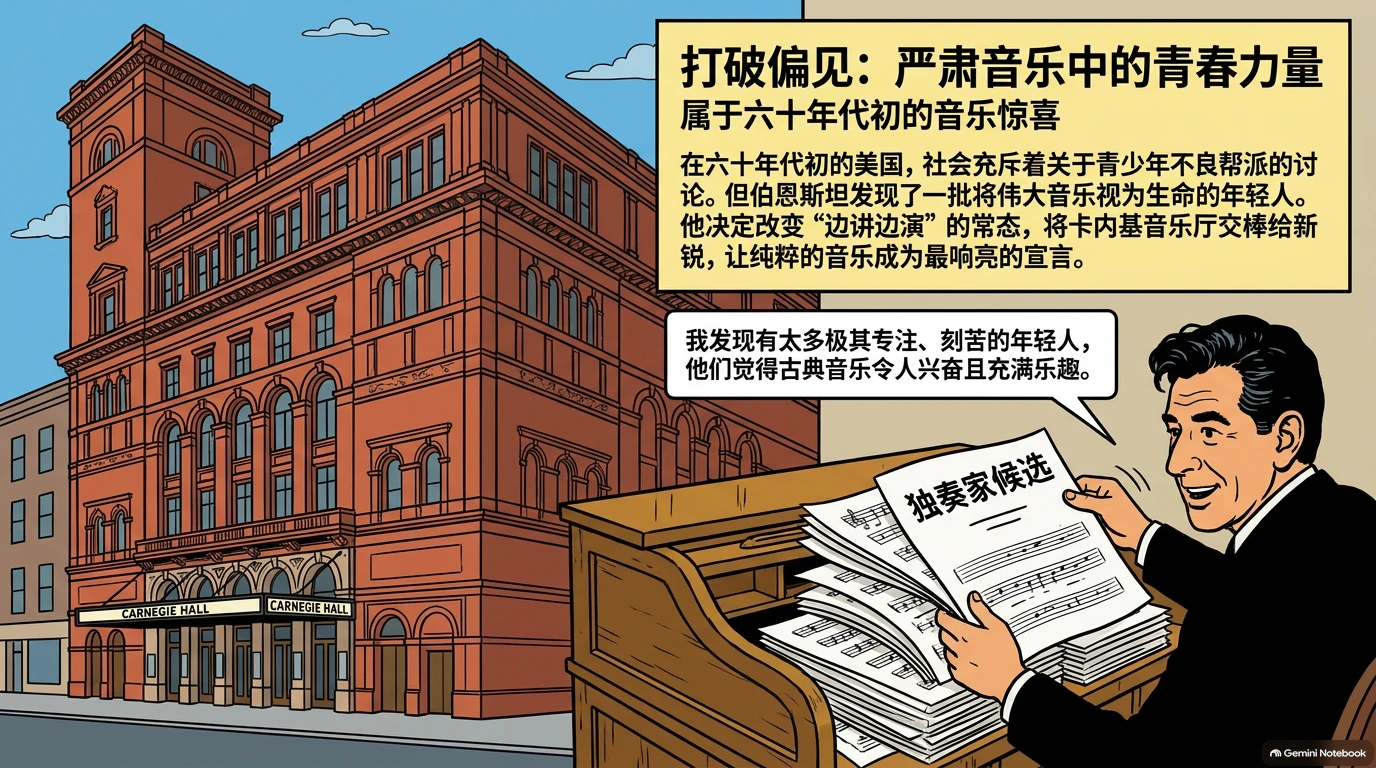 打破偏见：严肃音乐中的青春力量
属于六十年代初的音乐惊喜
在六十年代初的美国，社会充斥着关于青少年不良帮派的讨
论。但伯恩斯坦发现了一批将伟大音乐视为生命的年轻人。
他决定改变“边讲边演”的常态，将卡内基音乐厅交棒给新
锐，让纯粹的音乐成为最响亮的宣言。
我发现有太多极其专注、刻苦的年轻人，
他们觉得古典音乐令人兴奋且充满乐趣。
独奏家候选
CARNEGIE HALL
CARNEGIE HALL
Gemini Notebook